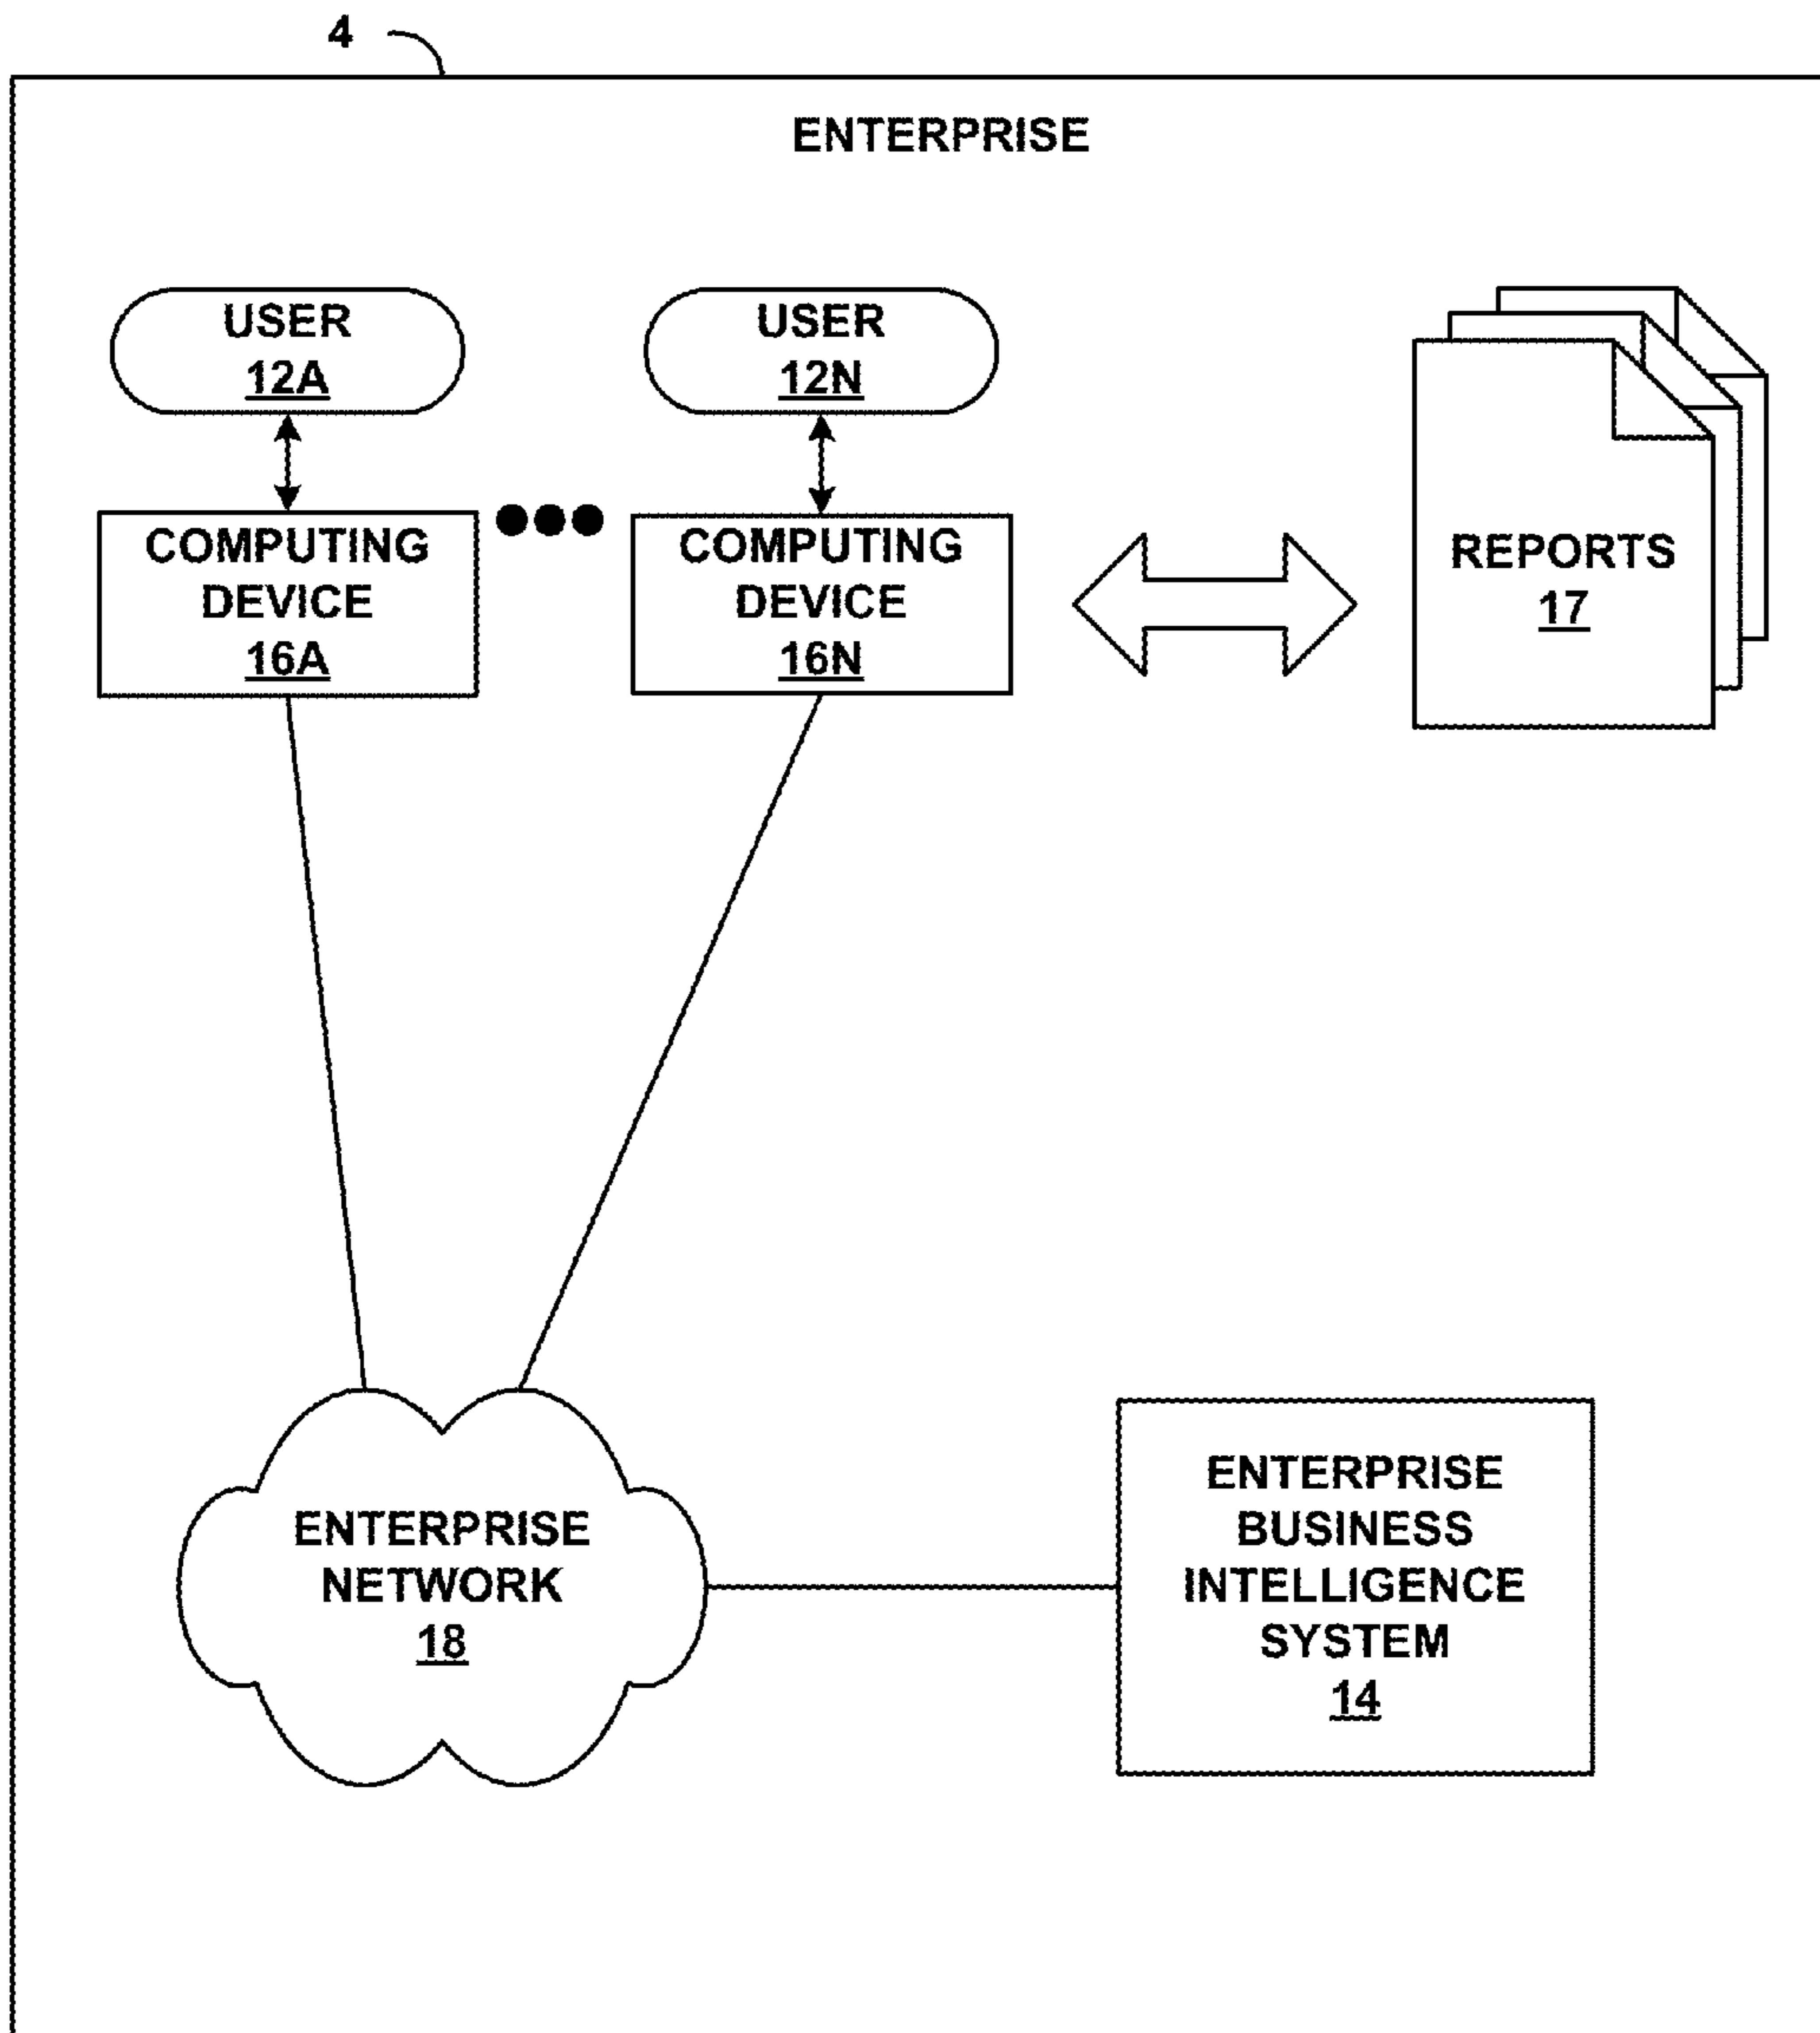 4
ENTERPRISE
USER
12A
USER
12N
COMPUTING
DEVICE
16A
COMPUTING
DEVICE
16N
REPORTS
17
ENTERPRISE
NETWORK
18
ENTERPRISE
BUSINESS
INTELLIGENCE
SYSTEM
14